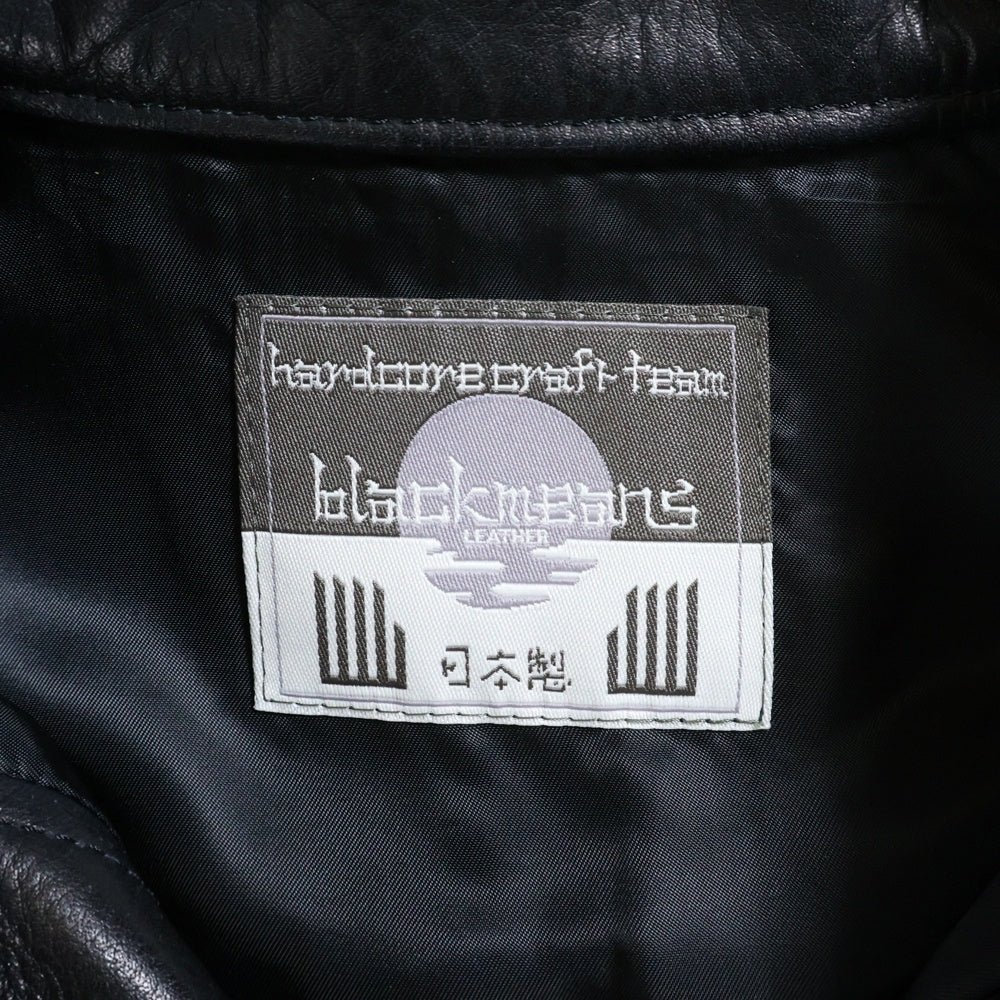 hardcore craft team
blackmeans
LEATHER
日本製